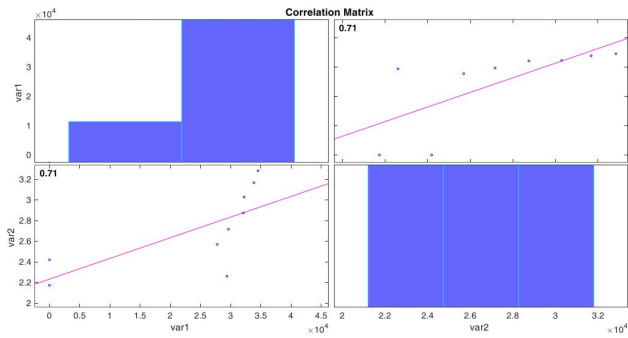 Correlation Matrix
×10⁴
4
3
2
1
0
var1
0.71
0.71
3.2
3
2.8
2.6
2.4
2.2
2
var2
0 0.5 1 1.5 2 2.5 3 3.5 4 4.5
var1
×10⁴
20 2.2 2.4 2.6 2.8 30 3.2
var2
×10⁴